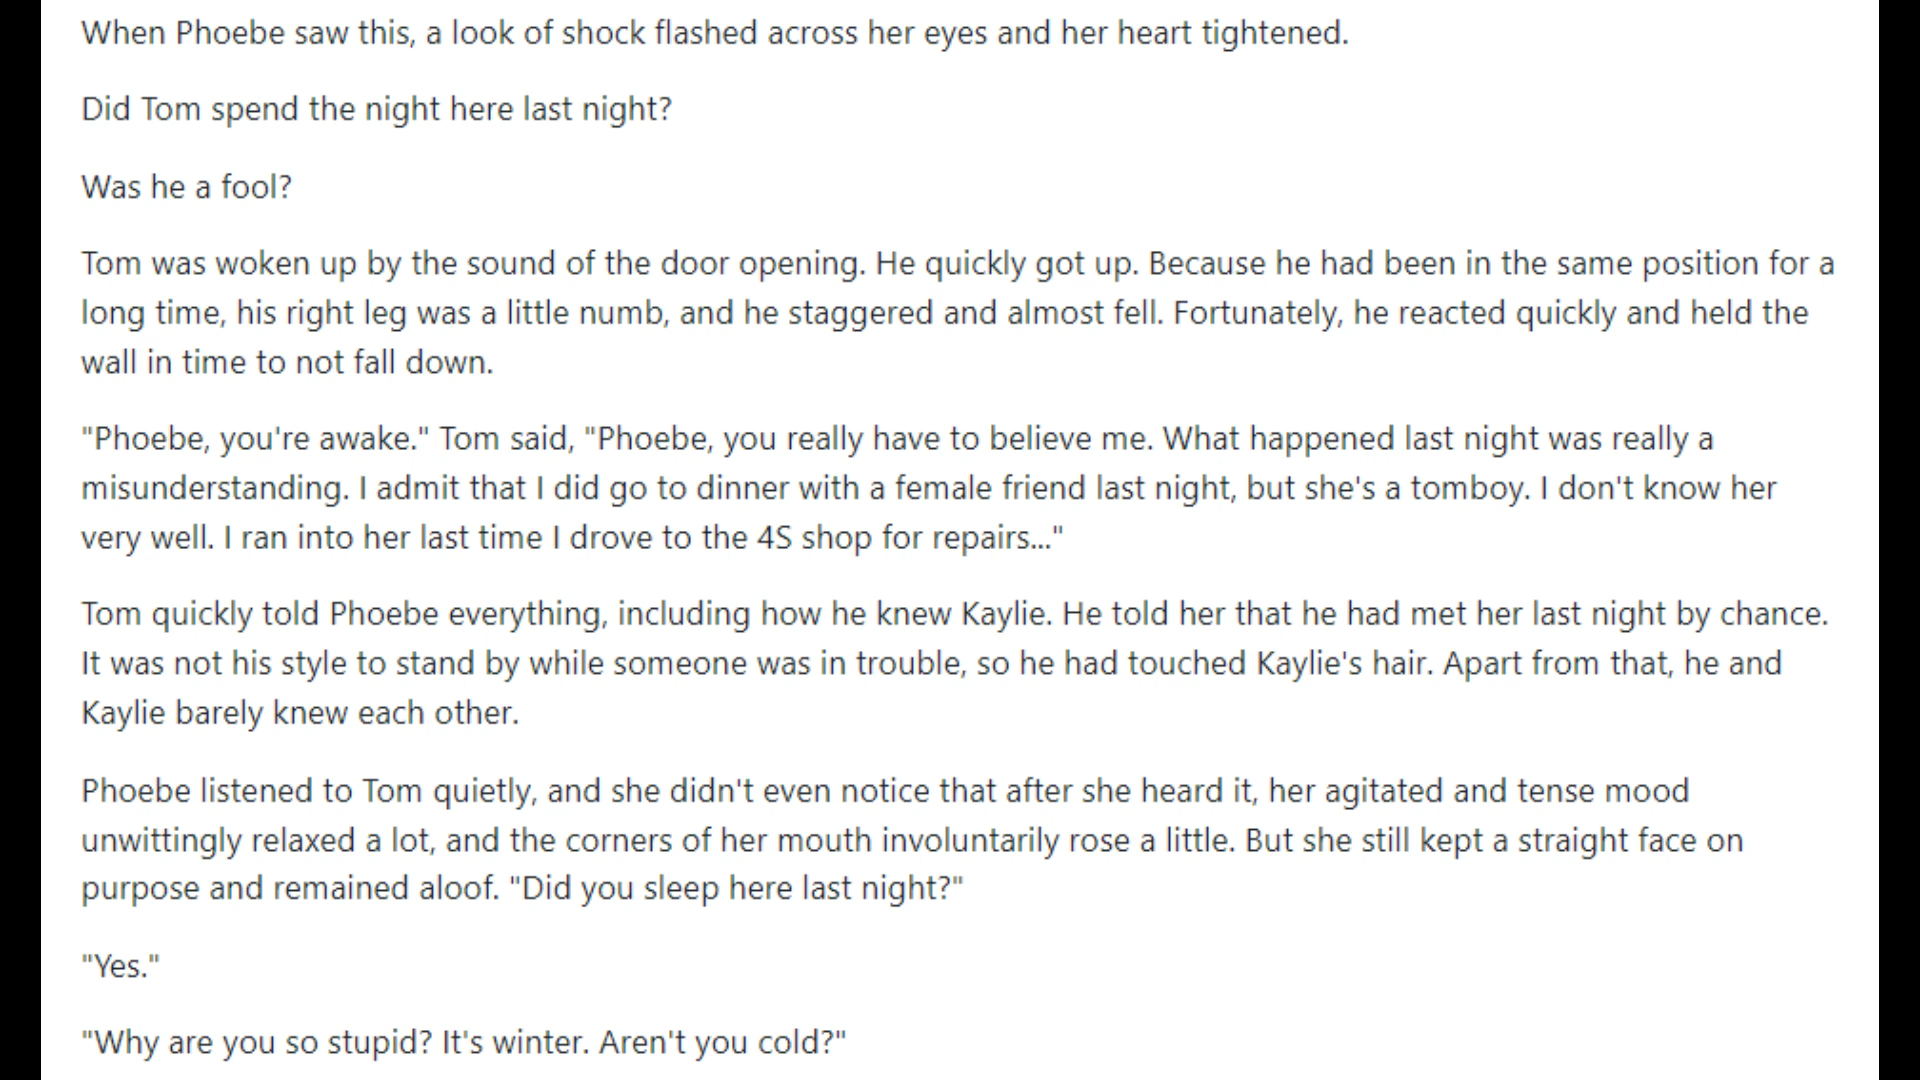 When Phoebe saw this, a look of shock flashed across her eyes and her heart tightened.
Did Tom spend the night here last night?
Was he a fool?
Tom was woken up by the sound of the door opening. He quickly got up. Because he had been in the same position for a
long time, his right leg was a little numb, and he staggered and almost fell. Fortunately, he reacted quickly and held the
wall in time to not fall down.
"Phoebe, you're awake." Tom said, "Phoebe, you really have to believe me. What happened last night was really a
misunderstanding. I admit that I did go to dinner with a female friend last night, but she's a tomboy. I don't know her
very well. I ran into her last time I drove to the 4S shop for repairs..."
Tom quickly told Phoebe everything, including how he knew Kaylie. He told her that he had met her last night by chance.
It was not his style to stand by while someone was in trouble, so he had touched Kaylie's hair. Apart from that, he and
Kaylie barely knew each other.
Phoebe listened to Tom quietly, and she didn't even notice that after she heard it, her agitated and tense mood
unwittingly relaxed a lot, and the corners of her mouth involuntarily rose a little. But she still kept a straight face on
purpose and remained aloof. "Did you sleep here last night?"
"Yes."
"Why are you so stupid? It's winter. Aren't you cold?"